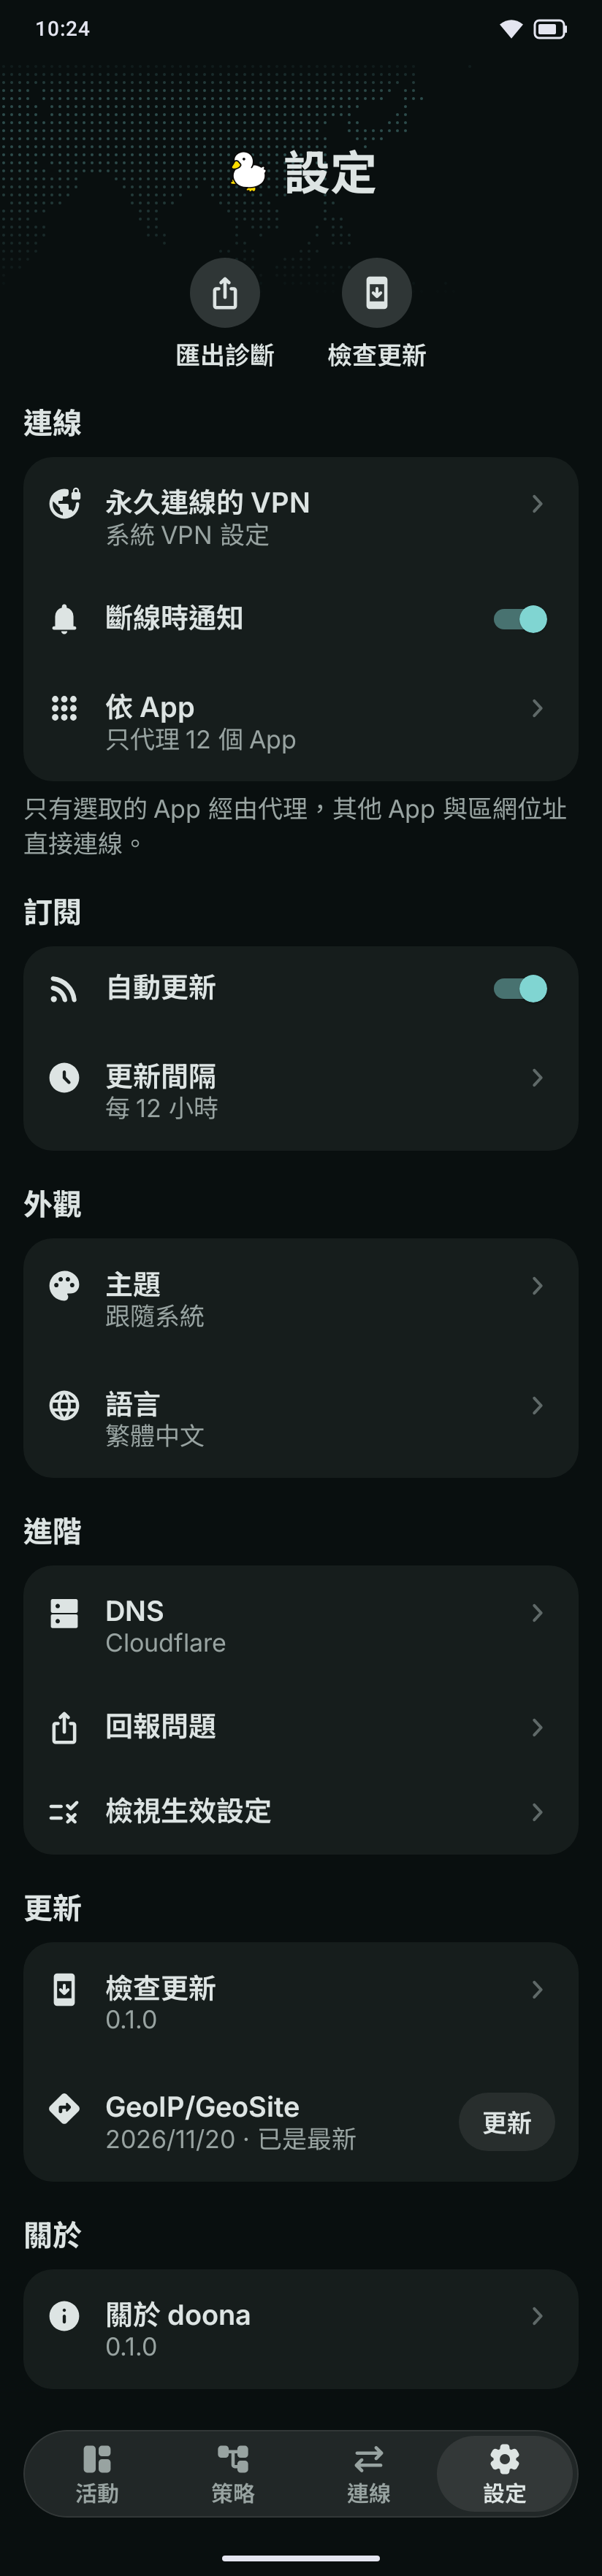 10:24
設定
匯出診斷
檢查更新
連線
永久連線的 VPN
系統 VPN 設定
斷線時通知
依 App
只代理 12 個 App
只有選取的 App 經由代理，其他 App 與區網位址
直接連線。
訂閱
自動更新
更新間隔
每 12 小時
外觀
主題
跟隨系統
語言
繁體中文
進階
DNS
Cloudflare
回報問題
檢視生效設定
更新
檢查更新
0.1.0
GeoIP/GeoSite
2026/11/20 · 已是最新
更新
關於
關於 doona
0.1.0
活動
策略
連線
設定